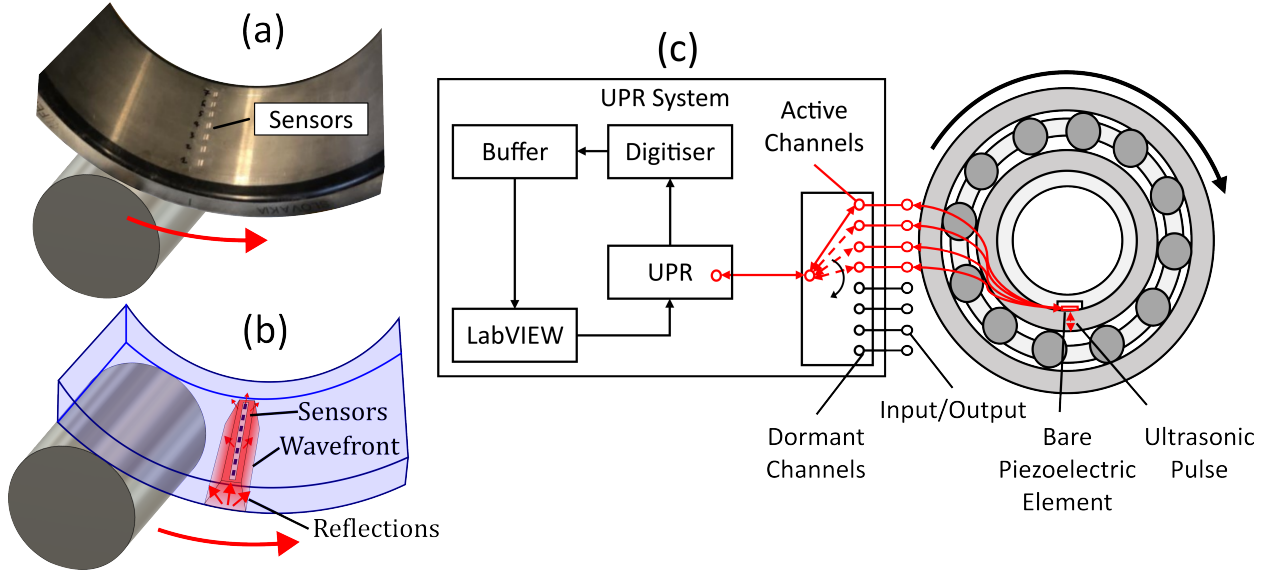 (a)
Sensors
(b)
Sensors
Wavefront
Reflections
(c)
UPR System
Active
Channels
Buffer
Digitiser
UPR
LabVIEW
Input/Output
Dormant
Channels
Bare
Piezoelectric
Element
Ultrasonic
Pulse